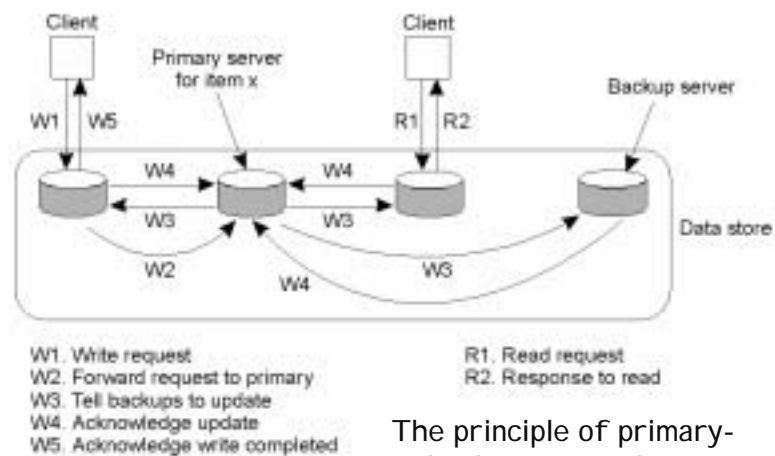 Client
Client
Primary server
for item x
Backup server
W1
W5
R1
R2
W4
W4
W3
W3
Data store
W2
W3
W4
W1. Write request
W2. Forward request to primary
W3. Tell backups to update
W4. Acknowledge update
W5. Acknowledge write completed
R1. Read request
R2. Response to read
The principle of primary-